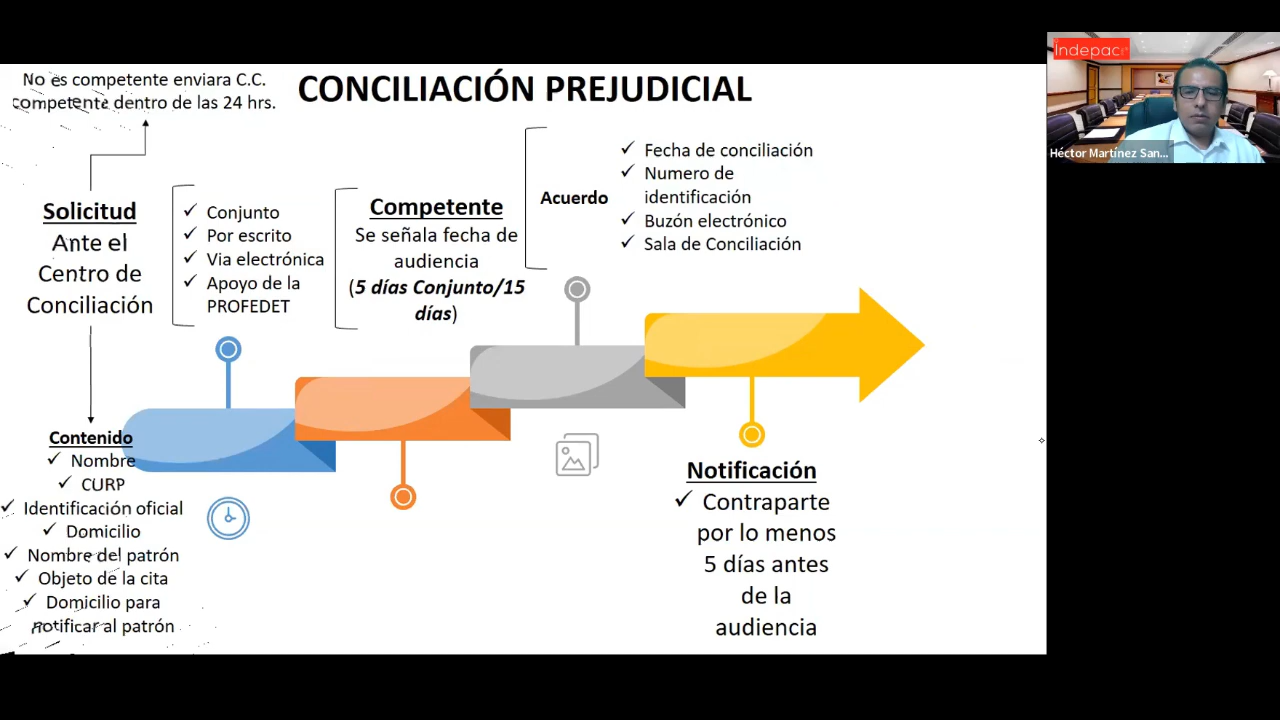 No es competente enviara C.C.
competente dentro de las 24 hrs.
CONCILIACIÓN PREJUDICIAL
Solicitud
Ante el
Centro de
Conciliación
✓ Conjunto
✓ Por escrito
✓ Via electrónica
✓ Apoyo de la
PROFEDET
Competente
Se señala fecha de
audiencia
(5 días Conjunto/15
días)
Acuerdo
✓ Fecha de conciliación
✓ Numero de
identificación
✓ Buzón electrónico
✓ Sala de Conciliación
Contenido
✓ Nombre
✓ CURP
✓ Identificación oficial
✓ Domicilio
✓ Nombre del patrón
✓ Objeto de la cita
✓ Domicilio para
notificar al patrón
Notificación
✓ Contraparte
por lo menos
5 días antes
de la
audiencia
Indepac
Héctor Martínez San...